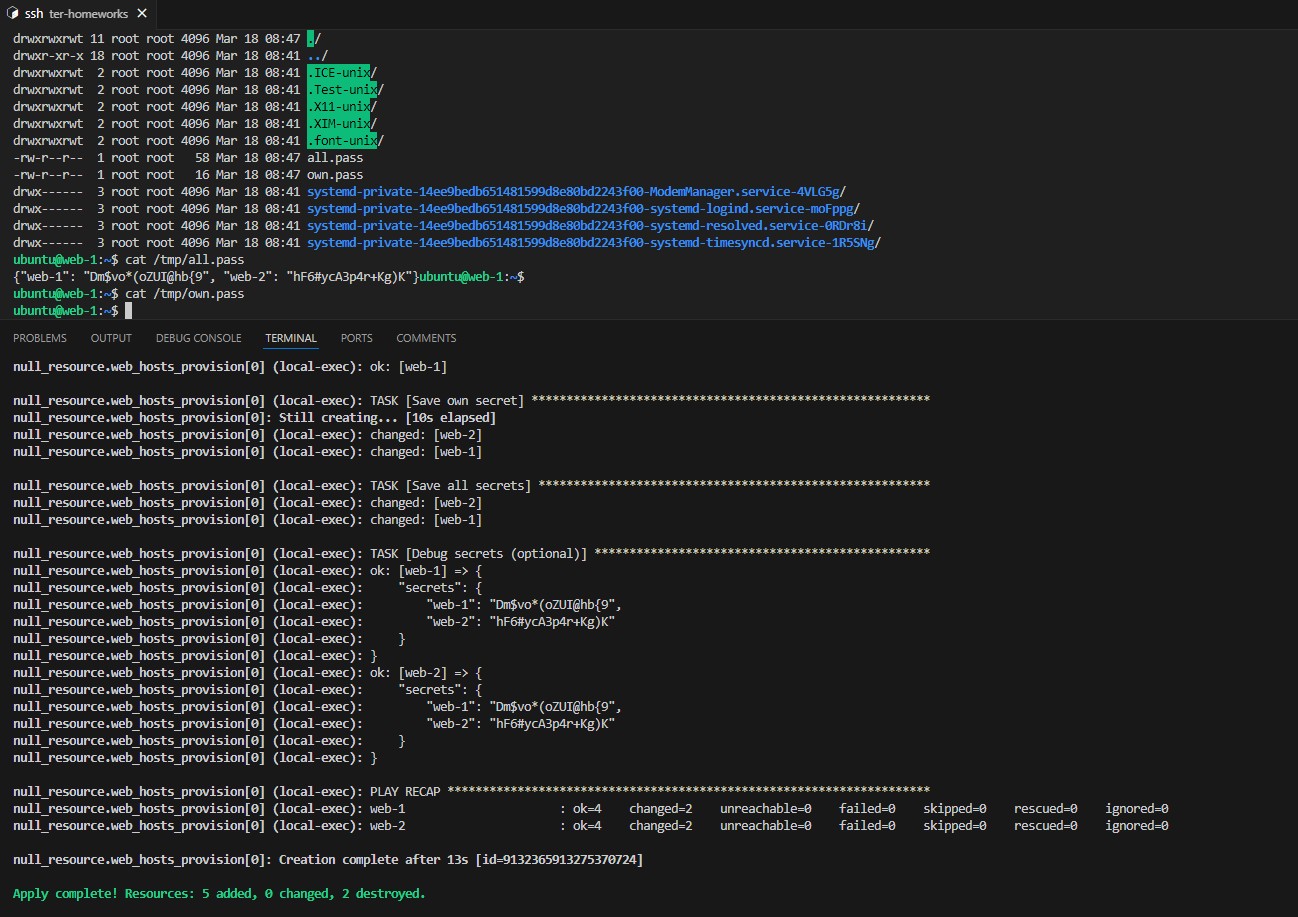 ssh ter-homeworks ×
drwxrwxrwt 11 root root 4096 Mar 18 08:47 ./
drwxr-xr-x 18 root root 4096 Mar 18 08:41 ../
drwxrwxrwt  2 root root 4096 Mar 18 08:41 .ICE-unix/
drwxrwxrwt  2 root root 4096 Mar 18 08:41 .Test-unix/
drwxrwxrwt  2 root root 4096 Mar 18 08:41 .X11-unix/
drwxrwxrwt  2 root root 4096 Mar 18 08:41 .XIM-unix/
drwxrwxrwt  2 root root 4096 Mar 18 08:41 .font-unix/
-rw-r--r--  1 root root   58 Mar 18 08:47 all.pass
-rw-r--r--  1 root root   16 Mar 18 08:47 own.pass
drwx------  3 root root 4096 Mar 18 08:41 systemd-private-14ee9bedb651481599d8e80bd2243f00-ModemManager.service-4VLG5g/
drwx------  3 root root 4096 Mar 18 08:41 systemd-private-14ee9bedb651481599d8e80bd2243f00-systemd-logind.service-moFppg/
drwx------  3 root root 4096 Mar 18 08:41 systemd-private-14ee9bedb651481599d8e80bd2243f00-systemd-resolved.service-0RDr8i/
drwx------  3 root root 4096 Mar 18 08:41 systemd-private-14ee9bedb651481599d8e80bd2243f00-systemd-timesyncd.service-1R5SNg/
ubuntu@web-1:~$ cat /tmp/all.pass
{"web-1": "Dm$vo*(oZUI@hb{9", "web-2": "hF6#ycA3p4r+Kg)K"}ubuntu@web-1:~$
ubuntu@web-1:~$ cat /tmp/own.pass
ubuntu@web-1:~$
PROBLEMS OUTPUT DEBUG CONSOLE TERMINAL PORTS COMMENTS
null_resource.web_hosts_provision[0] (local-exec): ok: [web-1]
null_resource.web_hosts_provision[0] (local-exec): TASK [Save own secret] *********************************************************
null_resource.web_hosts_provision[0]: Still creating... [10s elapsed]
null_resource.web_hosts_provision[0] (local-exec): changed: [web-2]
null_resource.web_hosts_provision[0] (local-exec): changed: [web-1]
null_resource.web_hosts_provision[0] (local-exec): TASK [Save all secrets] ********************************************************
null_resource.web_hosts_provision[0] (local-exec): changed: [web-2]
null_resource.web_hosts_provision[0] (local-exec): changed: [web-1]
null_resource.web_hosts_provision[0] (local-exec): TASK [Debug secrets (optional)] ************************************************
null_resource.web_hosts_provision[0] (local-exec): ok: [web-1] => {
null_resource.web_hosts_provision[0] (local-exec):     "secrets": {
null_resource.web_hosts_provision[0] (local-exec):         "web-1": "Dm$vo*(oZUI@hb{9",
null_resource.web_hosts_provision[0] (local-exec):         "web-2": "hF6#ycA3p4r+Kg)K"
null_resource.web_hosts_provision[0] (local-exec):     }
null_resource.web_hosts_provision[0] (local-exec): }
null_resource.web_hosts_provision[0] (local-exec): ok: [web-2] => {
null_resource.web_hosts_provision[0] (local-exec):     "secrets": {
null_resource.web_hosts_provision[0] (local-exec):         "web-1": "Dm$vo*(oZUI@hb{9",
null_resource.web_hosts_provision[0] (local-exec):         "web-2": "hF6#ycA3p4r+Kg)K"
null_resource.web_hosts_provision[0] (local-exec):     }
null_resource.web_hosts_provision[0] (local-exec): }
null_resource.web_hosts_provision[0] (local-exec): PLAY RECAP *********************************************************************
null_resource.web_hosts_provision[0] (local-exec): web-1                      : ok=4    changed=2    unreachable=0    failed=0    skipped=0    rescued=0    ignored=0
null_resource.web_hosts_provision[0] (local-exec): web-2                      : ok=4    changed=2    unreachable=0    failed=0    skipped=0    rescued=0    ignored=0
null_resource.web_hosts_provision[0]: Creation complete after 13s [id=9132365913275370724]
Apply complete! Resources: 5 added, 0 changed, 2 destroyed.